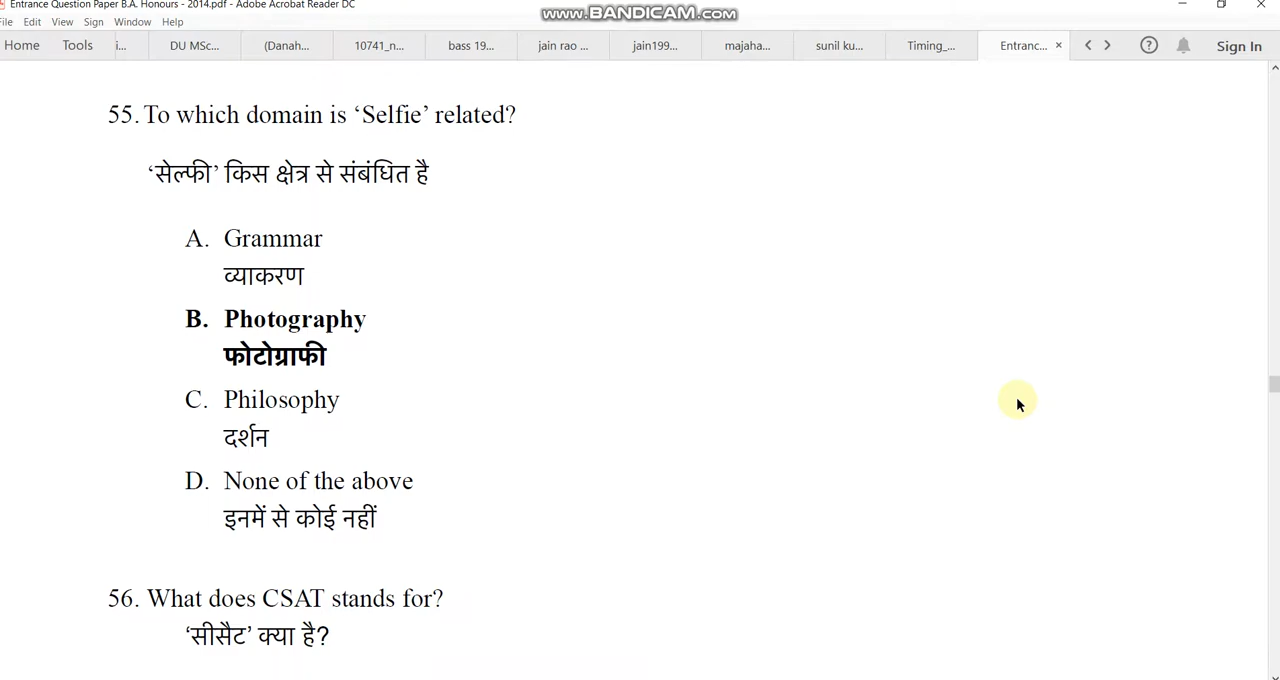 Entrance Question Paper B.A. Honours - 2014.pdf - Adobe Acrobat Reader DC
www.BANDICAM.com
File Edit View Sign Window Help
Home Tools i... DU MSc... (Danah... 10741_n... bass 19... jain rao ... jain199... majaha... sunil ku... Timing_... Entranc... × Sign In
55. To which domain is ‘Selfie’ related?
‘सेल्फी’ किस क्षेत्र से संबंधित है
A. Grammar
व्याकरण
B. Photography
फोटोग्राफी
C. Philosophy
दर्शन
D. None of the above
इनमें से कोई नहीं
56. What does CSAT stands for?
‘सीसैट’ क्या है?